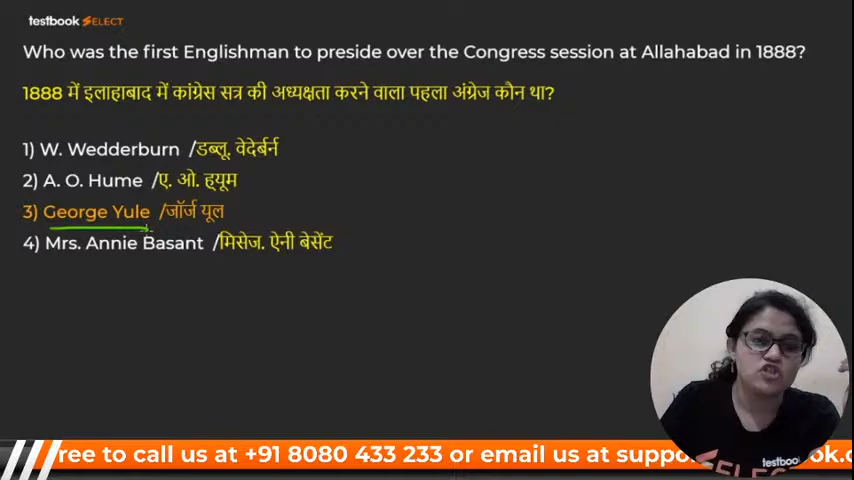 testbook SELECT
Who was the first Englishman to preside over the Congress session at Allahabad in 1888?
1888 में इलाहाबाद में कांग्रेस सत्र की अध्यक्षता करने वाला पहला अंग्रेज कौन था?
1) W. Wedderburn /डब्लू. वेदेर्बर्न
2) A. O. Hume /ए. ओ. ह्यूम
3) George Yule /जॉर्ज यूल
4) Mrs. Annie Basant /मिसेज. ऐनी बेसेंट
testbook
ree to call us at +91 8080 433 233 or email us at suppo
ok.c